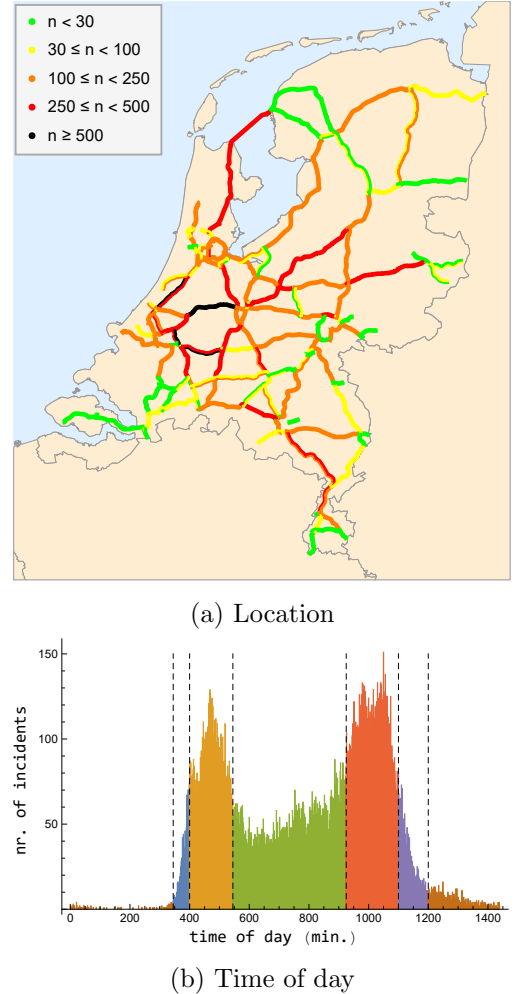 n < 30
30 ≤ n < 100
100 ≤ n < 250
250 ≤ n < 500
n ≥ 500
(a) Location
150
100
50
nr. of incidents
0 200 400 600 800 1000 1200 1400
time of day (min.)
(b) Time of day